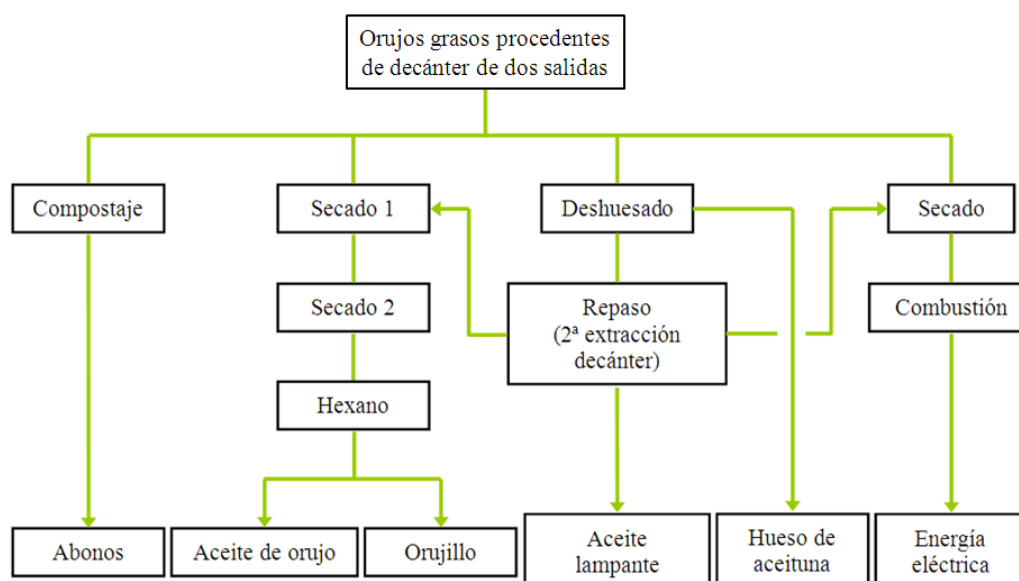 Orujos grasos procedentes
de decánter de dos salidas
Compostaje
Secado 1
Deshuesado
Secado
Secado 2
Repaso
(2ª extracción
decánter)
Combustión
Hexano
Abonos
Aceite de orujo
Orujillo
Aceite
lampante
Hueso de
aceituna
Energía
eléctrica